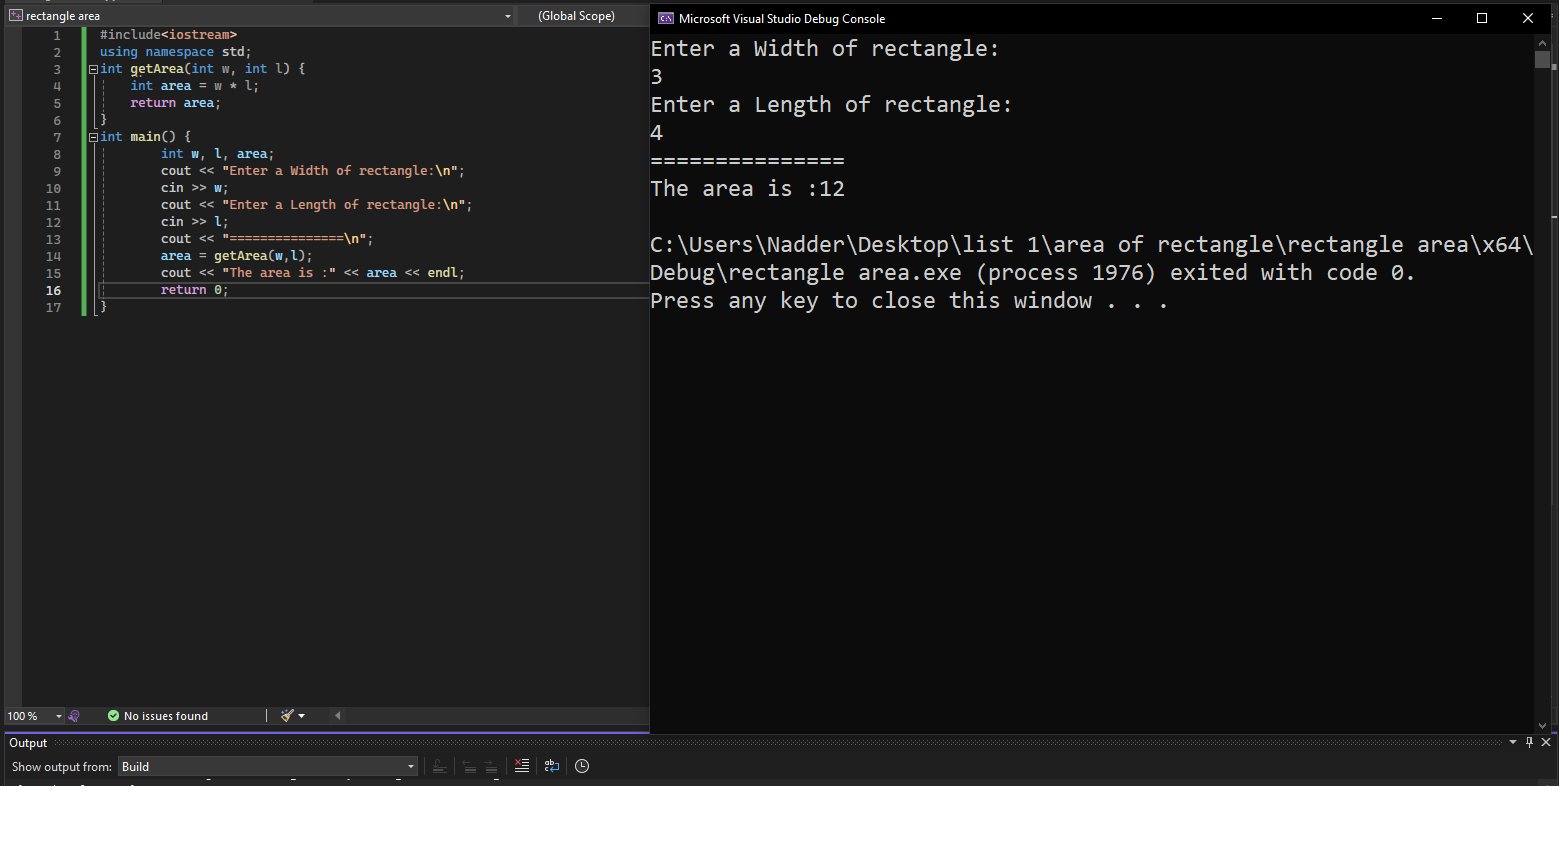 rectangle area
(Global Scope)
1 #include<iostream>
2 using namespace std;
3 int getArea(int w, int l) {
4 int area = w * l;
5 return area;
6 }
7 int main() {
8 int w, l, area;
9 cout << "Enter a Width of rectangle:\n";
10 cin >> w;
11 cout << "Enter a Length of rectangle:\n";
12 cin >> l;
13 cout << "===============\n";
14 area = getArea(w,l);
15 cout << "The area is :" << area << endl;
16 return 0;
17 }
Microsoft Visual Studio Debug Console
Enter a Width of rectangle:
3
Enter a Length of rectangle:
4
===============
The area is :12
C:\Users\Nadder\Desktop\list 1\area of rectangle\rectangle area\x64\
Debug\rectangle area.exe (process 1976) exited with code 0.
Press any key to close this window . . .
100 %
No issues found
Output
Show output from: Build